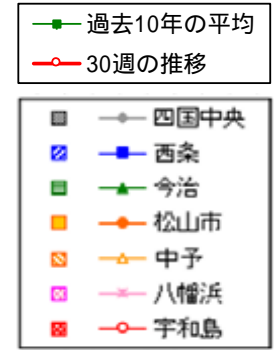 過去10年の平均
30週の推移
四国中央
西条
今治
松山市
中予
八幡浜
宇和島